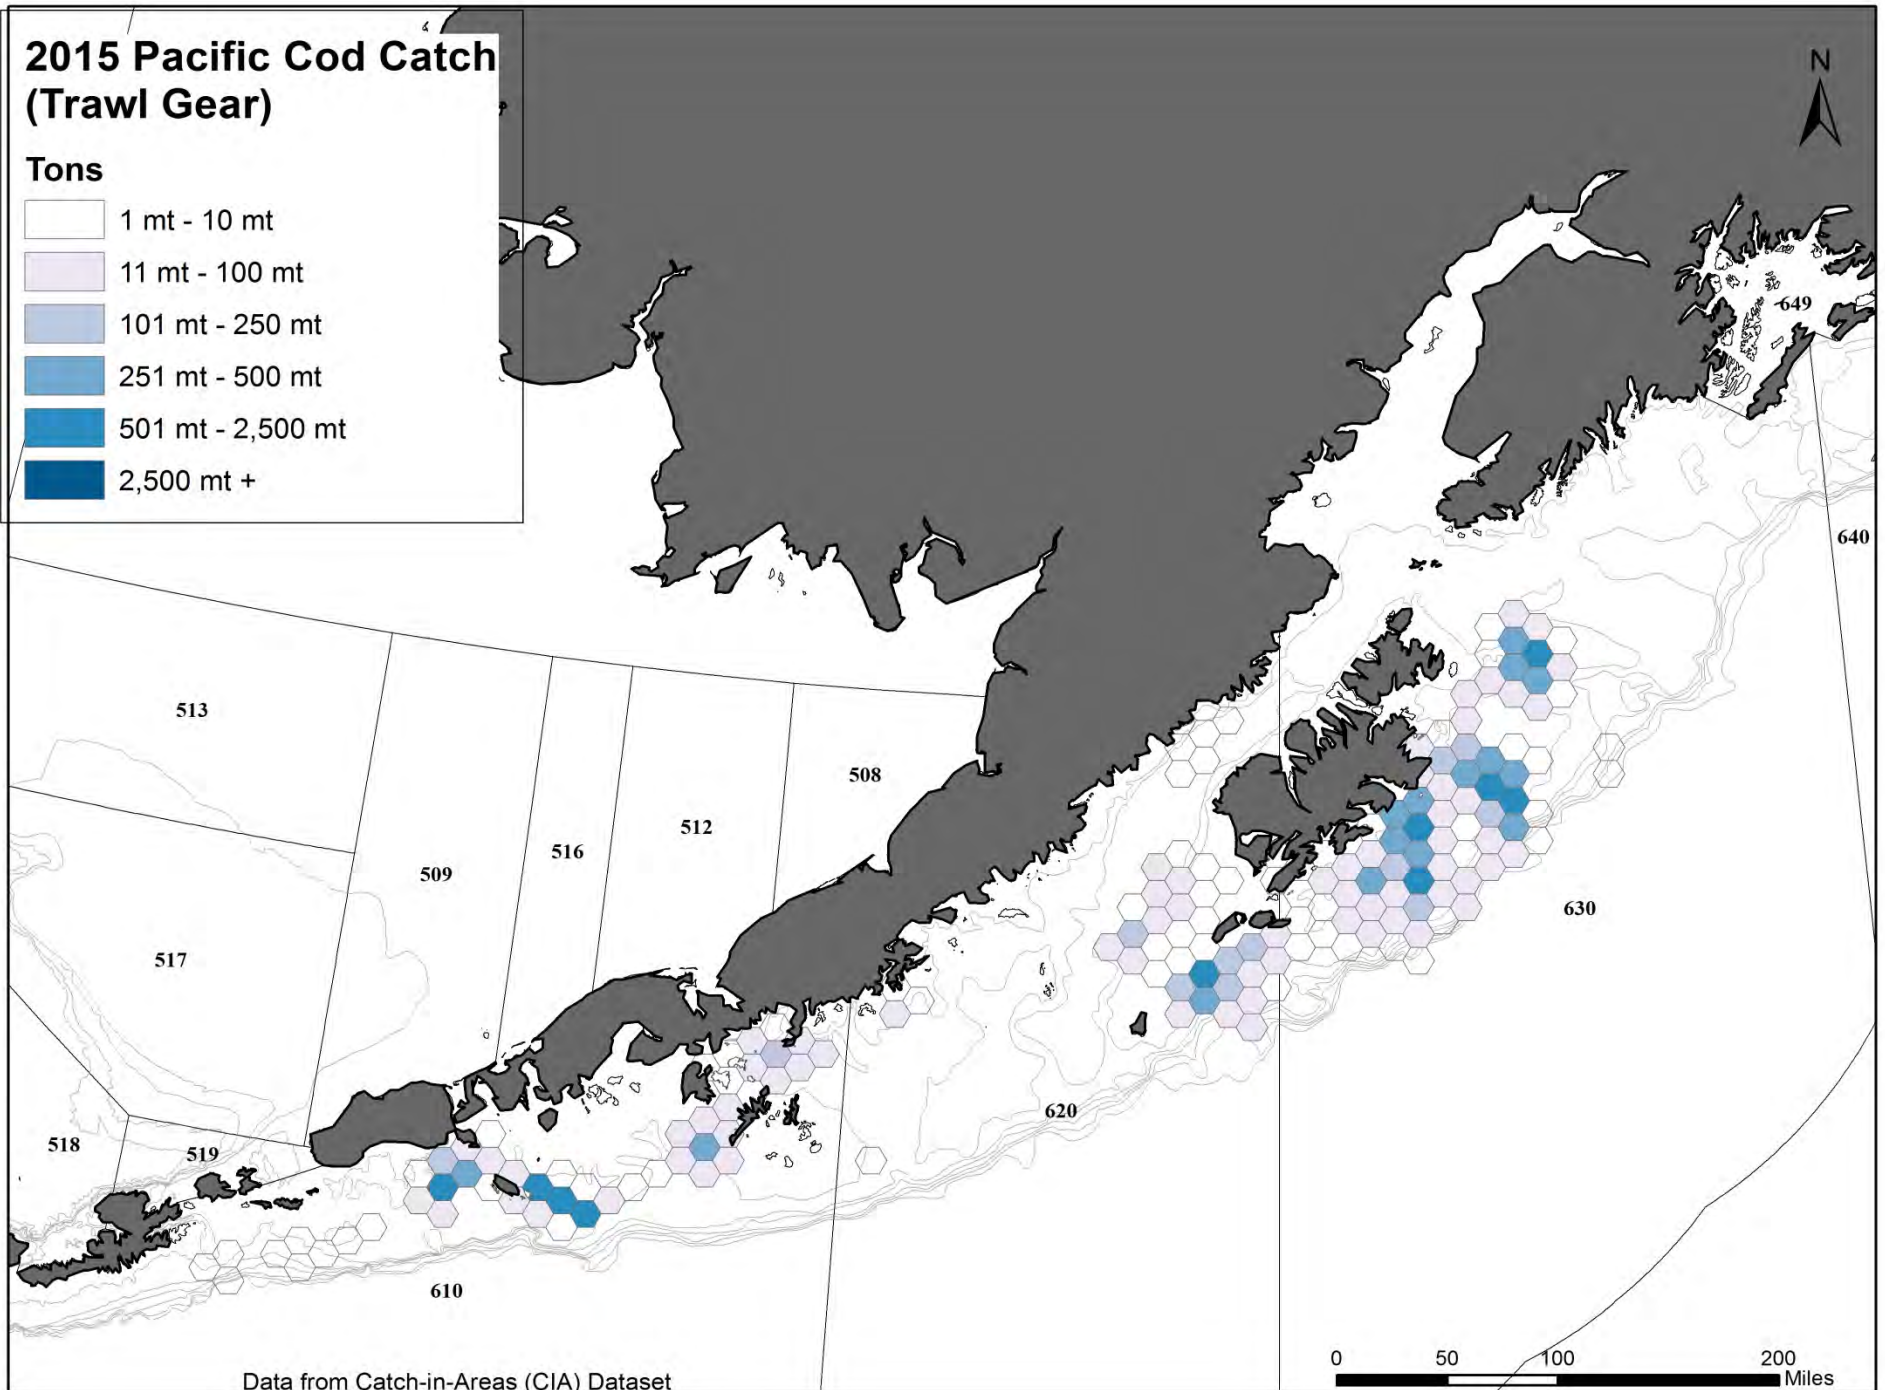 2015 Pacific Cod Catch
(Trawl Gear)
Tons
1 mt - 10 mt
11 mt - 100 mt
101 mt - 250 mt
251 mt - 500 mt
501 mt - 2,500 mt
2,500 mt +
N
649
640
513
508
512
516
509
630
517
620
518
519
610
0 50 100 200
Miles
Data from Catch-in-Areas (CIA) Dataset